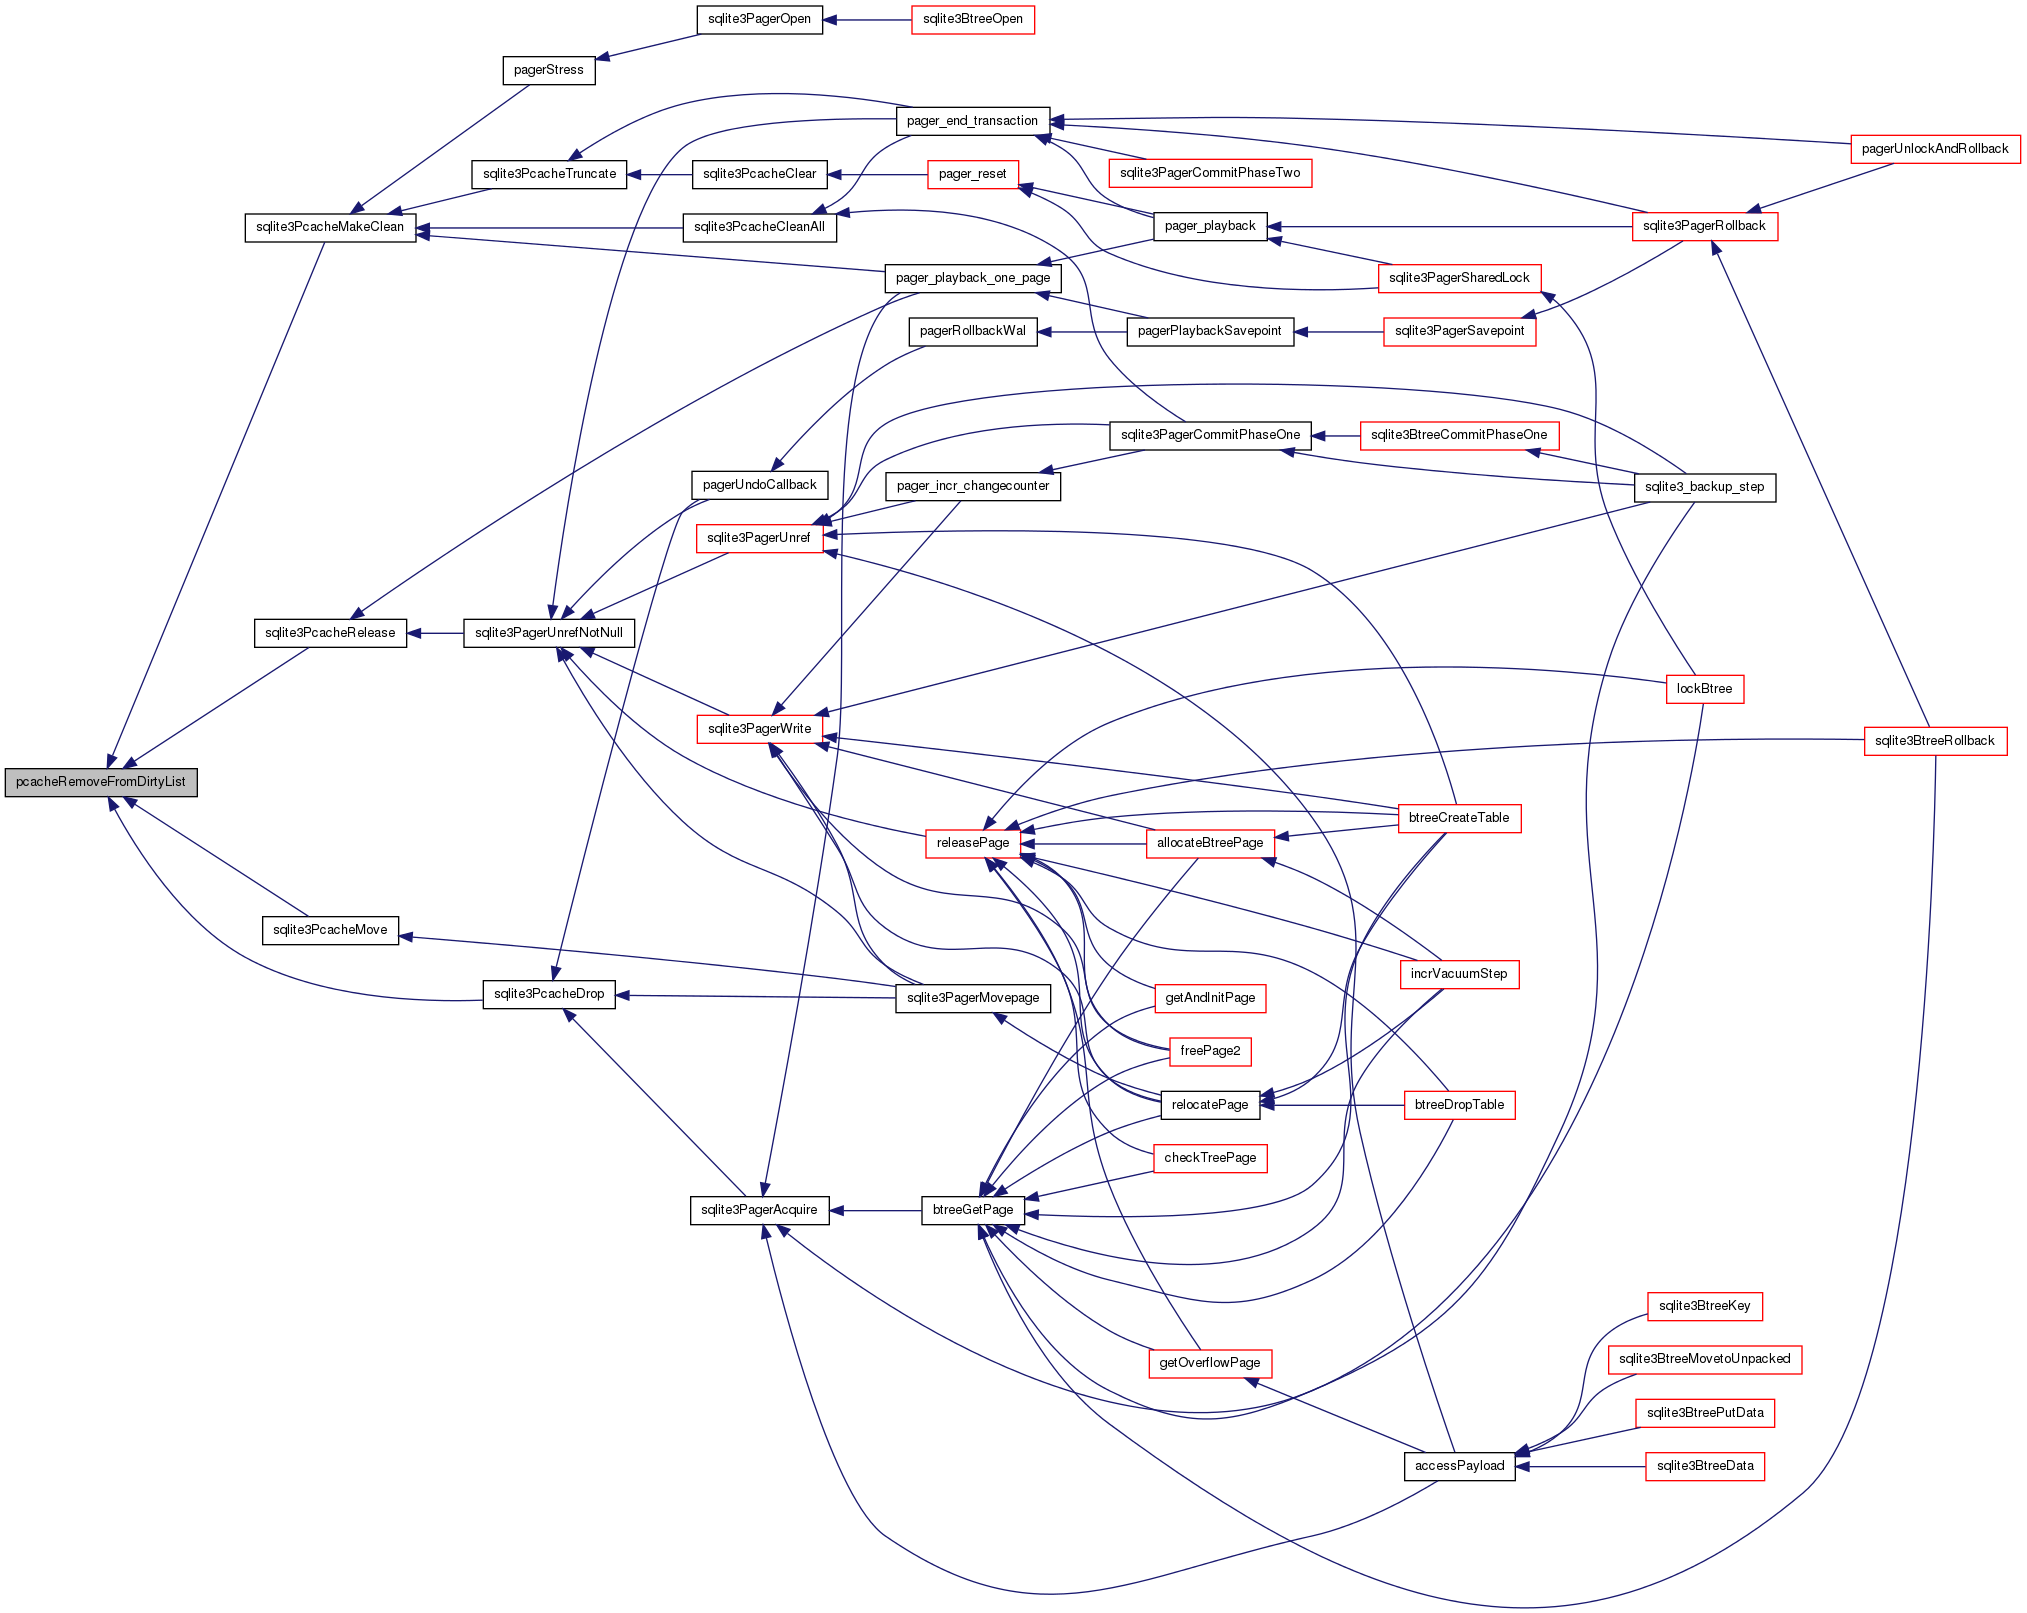 sqlite3PagerOpen
sqlite3BtreeOpen
pagerStress
pager_end_transaction
pagerUnlockAndRollback
sqlite3PcacheTruncate
sqlite3PcacheClear
pager_reset
sqlite3PagerCommitPhaseTwo
sqlite3PcacheMakeClean
sqlite3PcacheCleanAll
pager_playback
sqlite3PagerRollback
pager_playback_one_page
sqlite3PagerSharedLock
pagerRollbackWal
pagerPlaybackSavepoint
sqlite3PagerSavepoint
sqlite3PagerCommitPhaseOne
sqlite3BtreeCommitPhaseOne
pagerUndoCallback
pager_incr_changecounter
sqlite3_backup_step
sqlite3PagerUnref
sqlite3PcacheRelease
sqlite3PagerUnrefNotNull
lockBtree
sqlite3PagerWrite
sqlite3BtreeRollback
pcacheRemoveFromDirtyList
btreeCreateTable
releasePage
allocateBtreePage
sqlite3PcacheMove
incrVacuumStep
sqlite3PcacheDrop
sqlite3PagerMovepage
getAndInitPage
freePage2
relocatePage
btreeDropTable
checkTreePage
sqlite3PagerAcquire
btreeGetPage
sqlite3BtreeKey
getOverflowPage
sqlite3BtreeMovetoUnpacked
sqlite3BtreePutData
accessPayload
sqlite3BtreeData